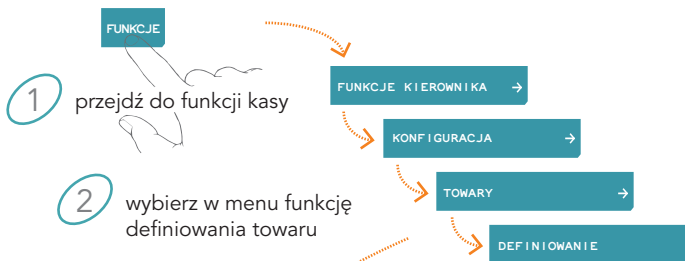 FUNKCJE
1
przejdź do funkcji kasy
FUNKCJE KIEROWNIKA →
KONFIGURACJA →
2
wybierz w menu funkcję
definiowania towaru
TOWARY →
DEFINIOWANIE